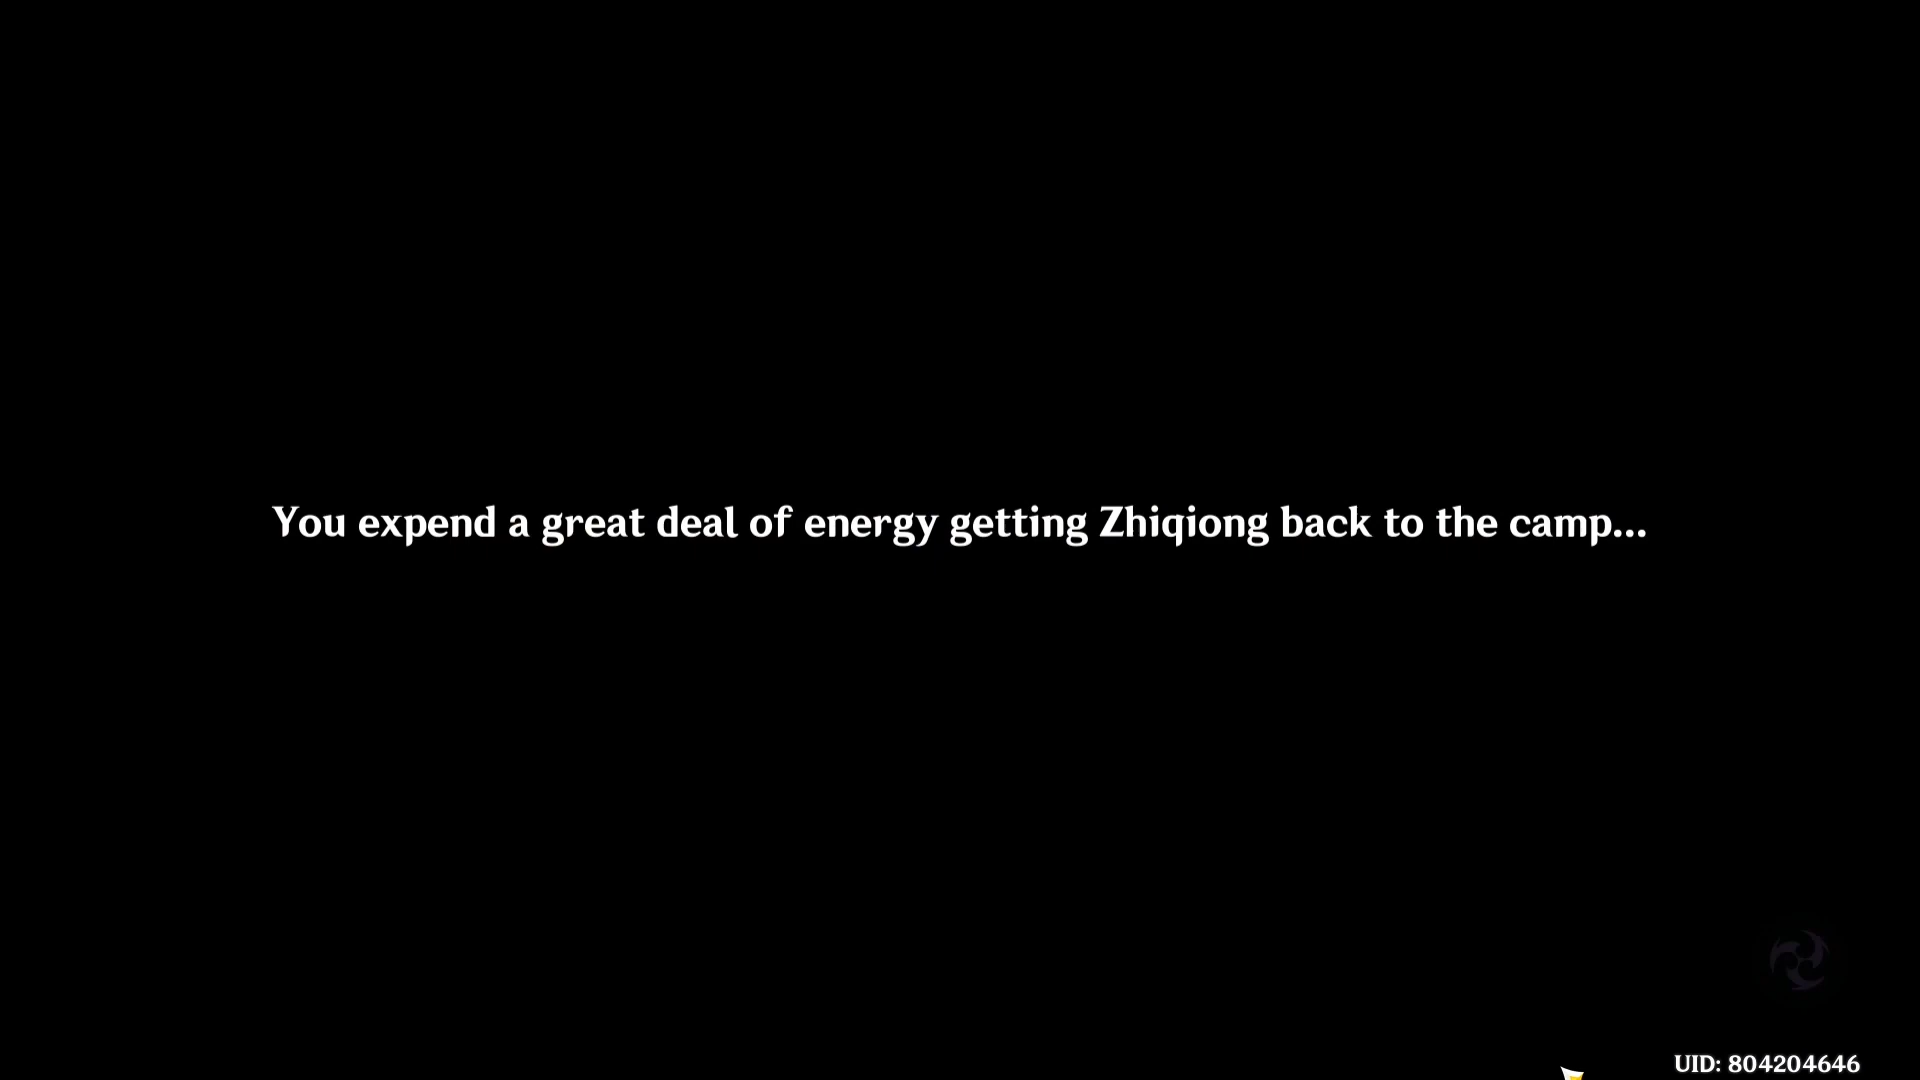 You expend a great deal of energy getting Zhiqiong back to the camp...
UID: 804204646